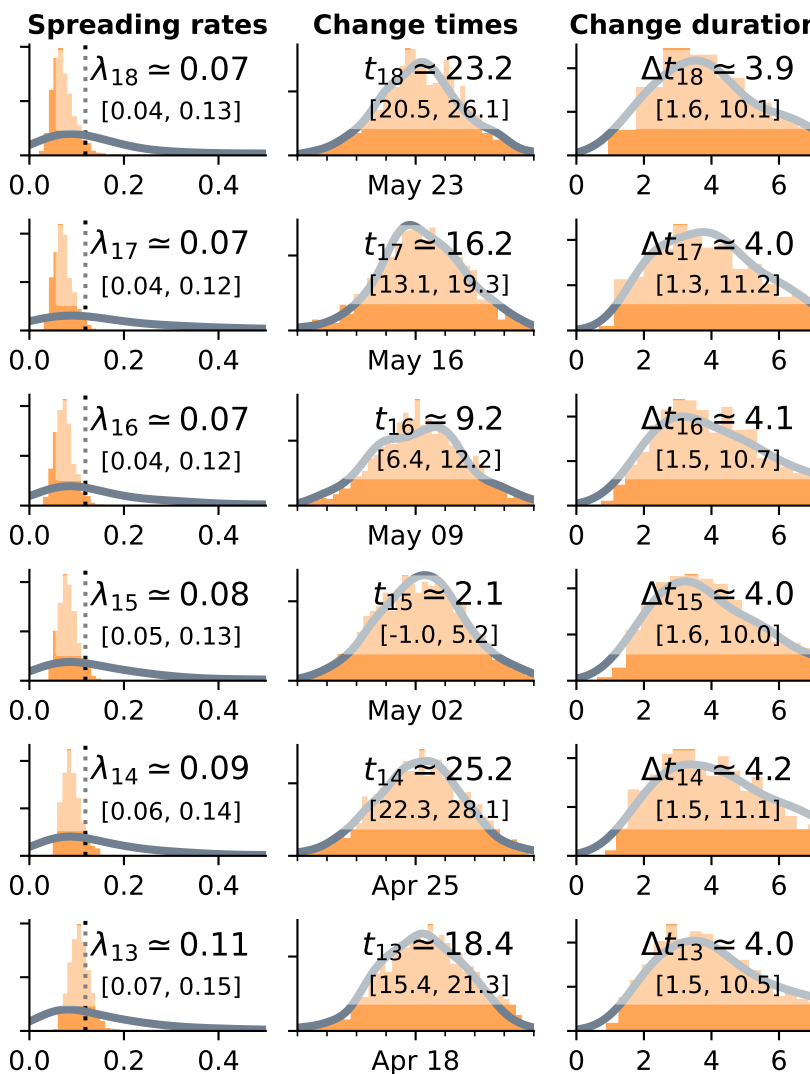 Spreading rates Change times Change duration
λ18 ≃ 0.07 t18 ≃ 23.2 Δt18 ≃ 3.9
[0.04, 0.13] [20.5, 26.1] [1.6, 10.1]
0.0 0.2 0.4 May 23 0 2 4 6
λ17 ≃ 0.07 t17 ≃ 16.2 Δt17 ≃ 4.0
[0.04, 0.12] [13.1, 19.3] [1.3, 11.2]
0.0 0.2 0.4 May 16 0 2 4 6
λ16 ≃ 0.07 t16 ≃ 9.2 Δt16 ≃ 4.1
[0.04, 0.12] [6.4, 12.2] [1.5, 10.7]
0.0 0.2 0.4 May 09 0 2 4 6
λ15 ≃ 0.08 t15 ≃ 2.1 Δt15 ≃ 4.0
[0.05, 0.13] [-1.0, 5.2] [1.6, 10.0]
0.0 0.2 0.4 May 02 0 2 4 6
λ14 ≃ 0.09 t14 ≃ 25.2 Δt14 ≃ 4.2
[0.06, 0.14] [22.3, 28.1] [1.5, 11.1]
0.0 0.2 0.4 Apr 25 0 2 4 6
λ13 ≃ 0.11 t13 ≃ 18.4 Δt13 ≃ 4.0
[0.07, 0.15] [15.4, 21.3] [1.5, 10.5]
0.0 0.2 0.4 Apr 18 0 2 4 6